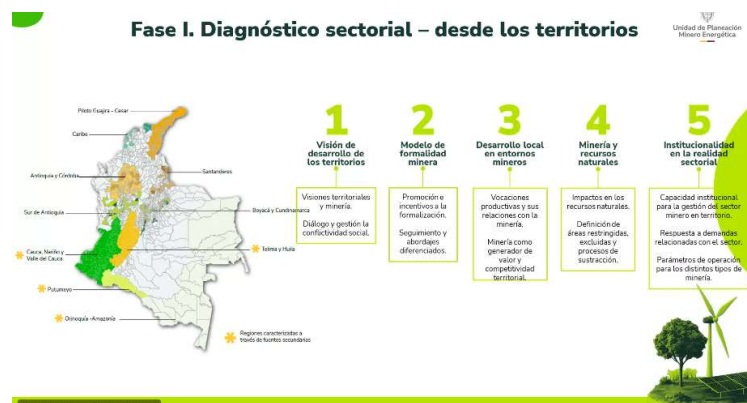 Fase I. Diagnóstico sectorial – desde los territorios
Unidad de Planeación
Minero Energética
Piloto Guajira - Cesar
Caribe
Antioquia y Córdoba
Santanderes
Sur de Antioquia
Boyacá y Cundinamarca
Cauca, Nariño y
Valle del Cauca
Tolima y Huila
Putumayo
Orinoquía -Amazonía
Regiones caracterizadas a
través de fuentes secundarias
1
Visión de
desarrollo de
los territorios
Visiones territoriales
y minería.
Diálogo y gestión la
conflictividad social.
2
Modelo de
formalidad
minera
Promoción e
incentivos a la
formalización.
Seguimiento y
abordajes
diferenciados.
3
Desarrollo local
en entornos
mineros
Vocaciones
productivas y sus
relaciones con la
minería.
Minería como
generador de
valor y
competitividad
territorial.
4
Minería y
recursos
naturales
Impactos en los
recursos naturales.
Definición de
áreas restringidas,
excluidas y
procesos de
sustracción.
5
Institucionalidad
en la realidad
sectorial
Capacidad institucional
para la gestión del sector
minero en territorio.
Respuesta a demandas
relacionadas con el sector.
Parámetros de operación
para los distintos tipos de
minería.